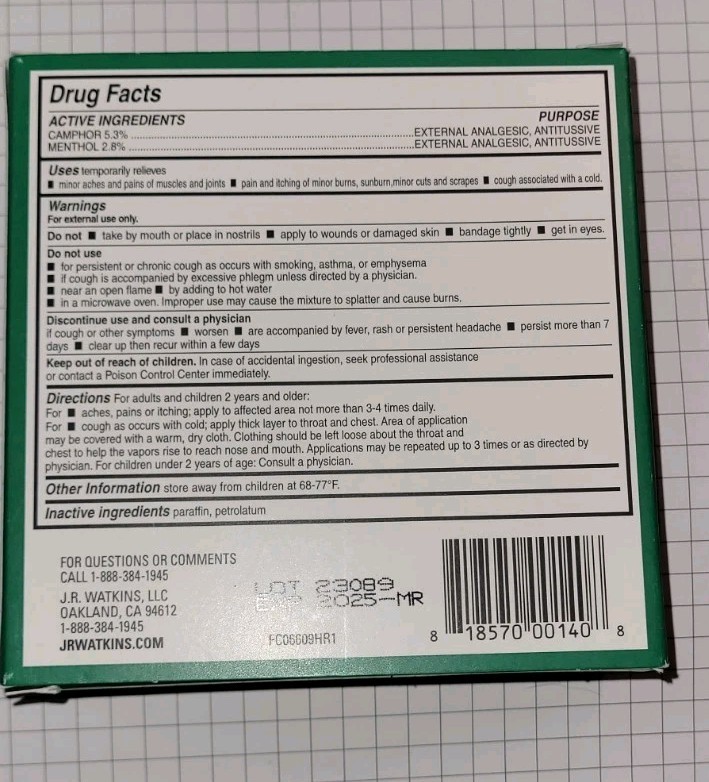 Drug Facts
ACTIVE INGREDIENTS PURPOSE
CAMPHOR 5.3% ........................................................................EXTERNAL ANALGESIC, ANTITUSSIVE
MENTHOL 2.8% ........................................................................EXTERNAL ANALGESIC, ANTITUSSIVE
Uses temporarily relieves
■ minor aches and pains of muscles and joints ■ pain and itching of minor burns, sunburn,minor cuts and scrapes ■ cough associated with a cold.
Warnings
For external use only.
Do not ■ take by mouth or place in nostrils ■ apply to wounds or damaged skin ■ bandage tightly ■ get in eyes.
Do not use
■ for persistent or chronic cough as occurs with smoking, asthma, or emphysema
■ if cough is accompanied by excessive phlegm unless directed by a physician.
■ near an open flame ■ by adding to hot water
■ in a microwave oven. Improper use may cause the mixture to splatter and cause burns.
Discontinue use and consult a physician
if cough or other symptoms ■ worsen ■ are accompanied by fever, rash or persistent headache ■ persist more than 7
days ■ clear up then recur within a few days
Keep out of reach of children. In case of accidental ingestion, seek professional assistance
or contact a Poison Control Center immediately.
Directions For adults and children 2 years and older:
For ■ aches, pains or itching; apply to affected area not more than 3-4 times daily.
For ■ cough as occurs with cold; apply thick layer to throat and chest. Area of application
may be covered with a warm, dry cloth. Clothing should be left loose about the throat and
chest to help the vapors rise to reach nose and mouth. Applications may be repeated up to 3 times or as directed by
physician. For children under 2 years of age: Consult a physician.
Other Information store away from children at 68-77°F.
Inactive ingredients paraffin, petrolatum
FOR QUESTIONS OR COMMENTS
CALL 1-888-384-1945
J.R. WATKINS, LLC
OAKLAND, CA 94612
1-888-384-1945
JRWATKINS.COM
LOT 23089
EXP 2025-MR
FC06609HR1
8 18570 00140 8